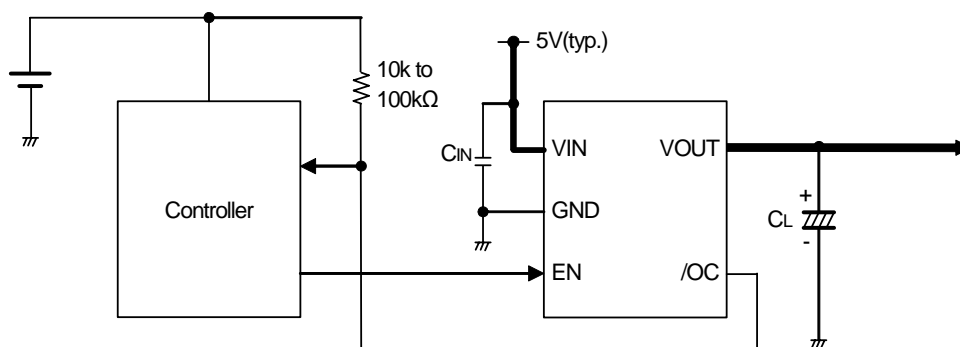 5V(typ.)
10k to
100kΩ
CIN
VIN
VOUT
Controller
GND
+
CL
-
EN
/OC